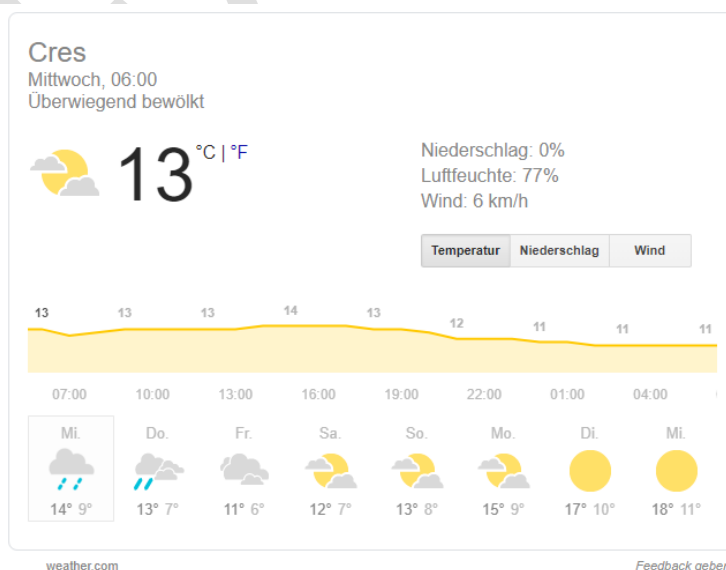 Cres
Mittwoch, 06:00
Überwiegend bewölkt
13 °C | °F
Niederschlag: 0%
Luftfeuchte: 77%
Wind: 6 km/h
Temperatur Niederschlag Wind
13 13 13 14 13 12 11 11 11
07:00 10:00 13:00 16:00 19:00 22:00 01:00 04:00
Mi. Do. Fr. Sa. So. Mo. Di. Mi.
14° 9° 13° 7° 11° 6° 12° 7° 13° 8° 15° 9° 17° 10° 18° 11°
weather.com Feedback geben